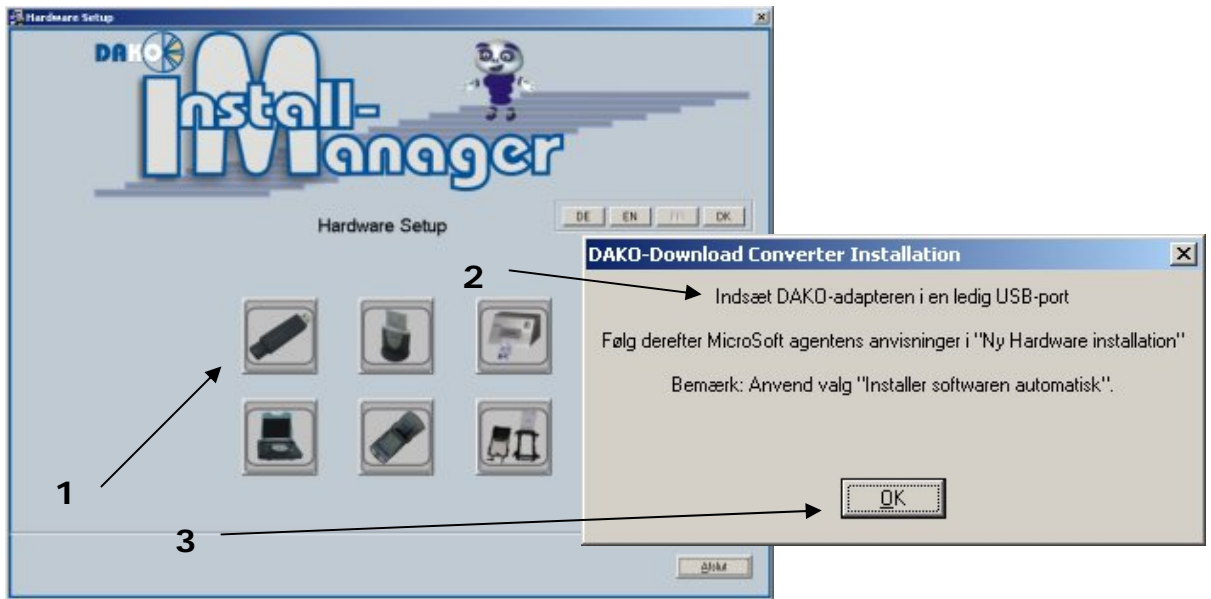 Hardware Setup
DAKO
Install-
Manager
Hardware Setup
DE EN FR DK
1
2
3
Afslut
DAKO-Download Converter Installation
Indsæt DAKO-adapteren i en ledig USB-port
Følg derefter MicroSoft agentens anvisninger i "Ny Hardware installation"
Bemærk: Anvend valg "Installer softwaren automatisk".
OK